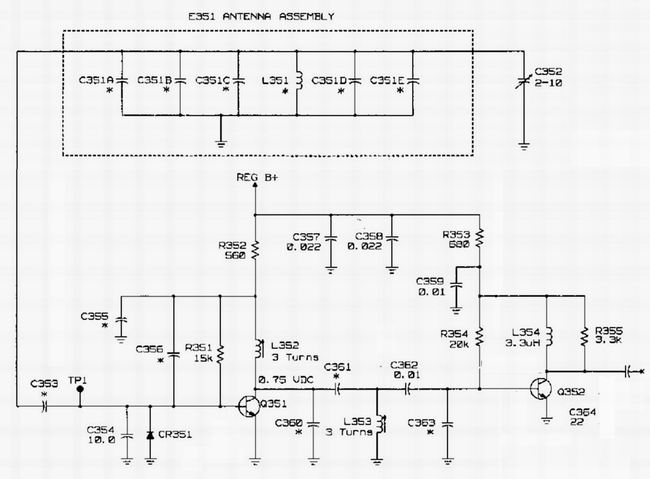 E351 ANTENNA ASSEMBLY
C351A
*
C351B
*
C351C
*
L351
*
C351D
*
C351E
*
C352
2-10
REG B+
R352
560
C357
0.022
C358
0.022
R353
680
C359
0.01
C355
*
C356
*
R351
15k
L352
3 Turns
R354
20k
L354
3.3uH
R355
3.3k
C353
*
TP1
0.75 VDC
C361
*
C362
0.01
Q351
Q352
C354
10.0
CR351
C360
*
L353
3 Turns
C363
*
C364
22
*